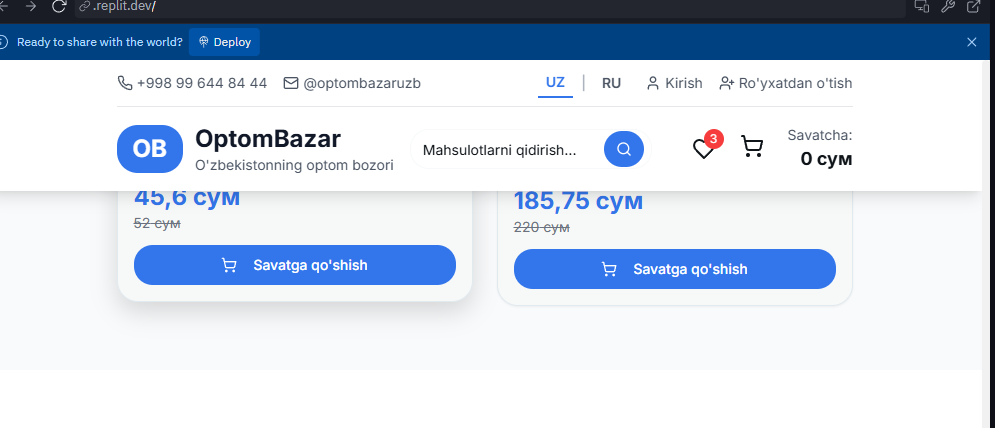 .replit.dev/
Ready to share with the world? Deploy
+998 99 644 84 44 @optombazaruzb UZ | RU Kirish Ro'yxatdan o'tish
OB
OptomBazar
O'zbekistonning optom bozori
Mahsulotlarni qidirish...
3
Savatcha:
0 сум
45,6 сум
52 сум
Savatga qo'shish
185,75 сум
220 сум
Savatga qo'shish